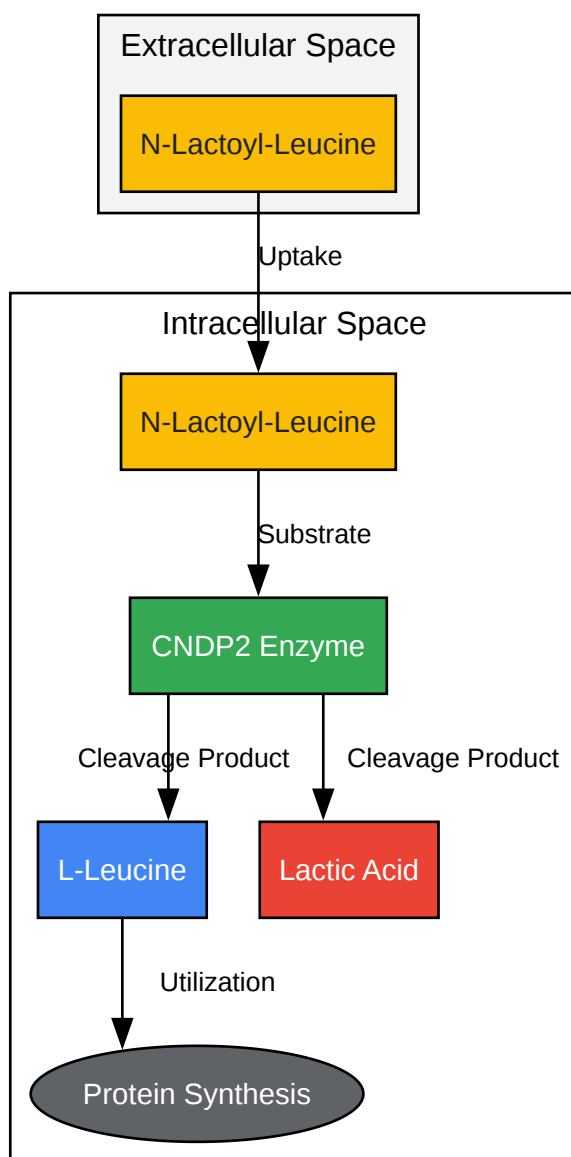 Extracellular Space
N-Lactoyl-Leucine
Uptake
Intracellular Space
N-Lactoyl-Leucine
Substrate
CNDP2 Enzyme
Cleavage Product
Cleavage Product
L-Leucine
Lactic Acid
Utilization
Protein Synthesis